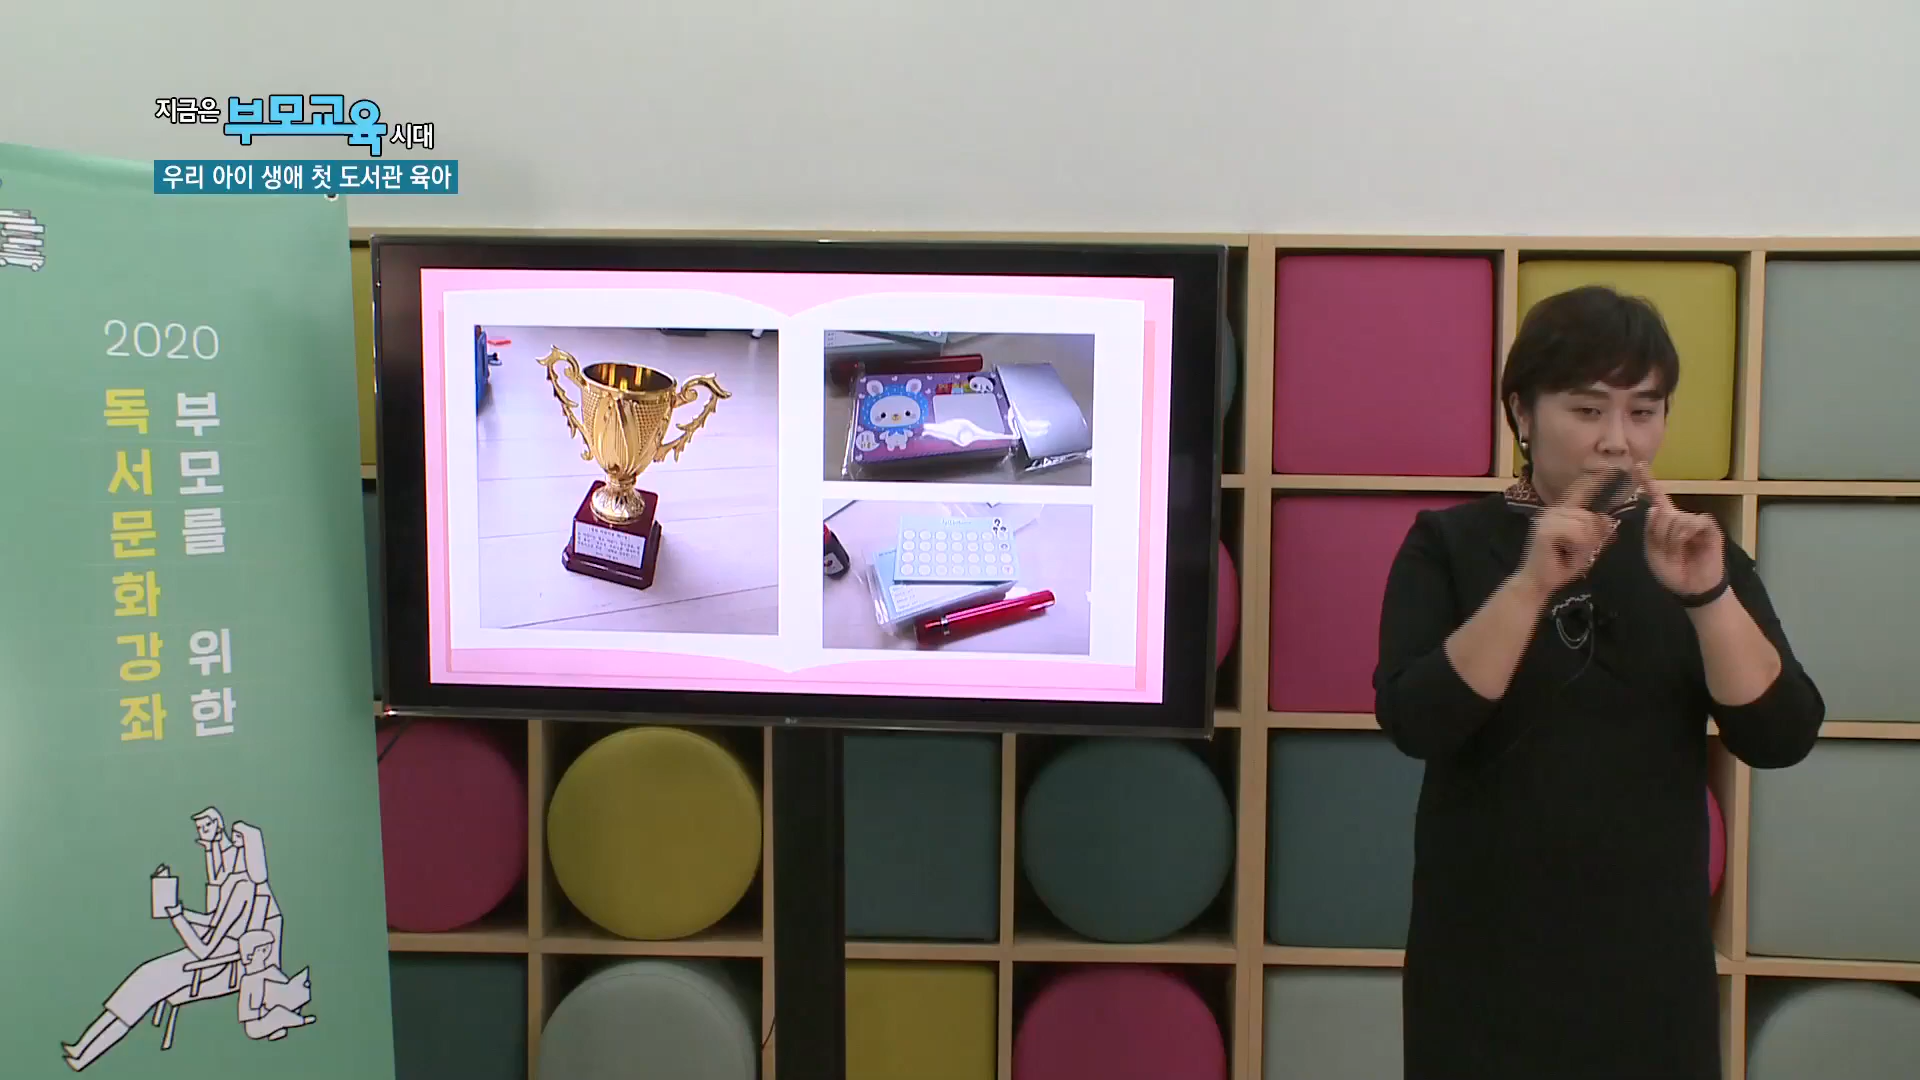 지금은 부모교육 시대
우리 아이 생애 첫 도서관 육아
2020
부모를 위한
독서문화강좌
LG